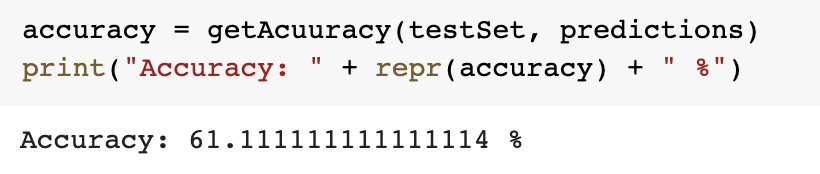 accuracy = getAcuuracy(testSet, predictions)
print("Accuracy: " + repr(accuracy) + " %")
Accuracy: 61.111111111111114 %